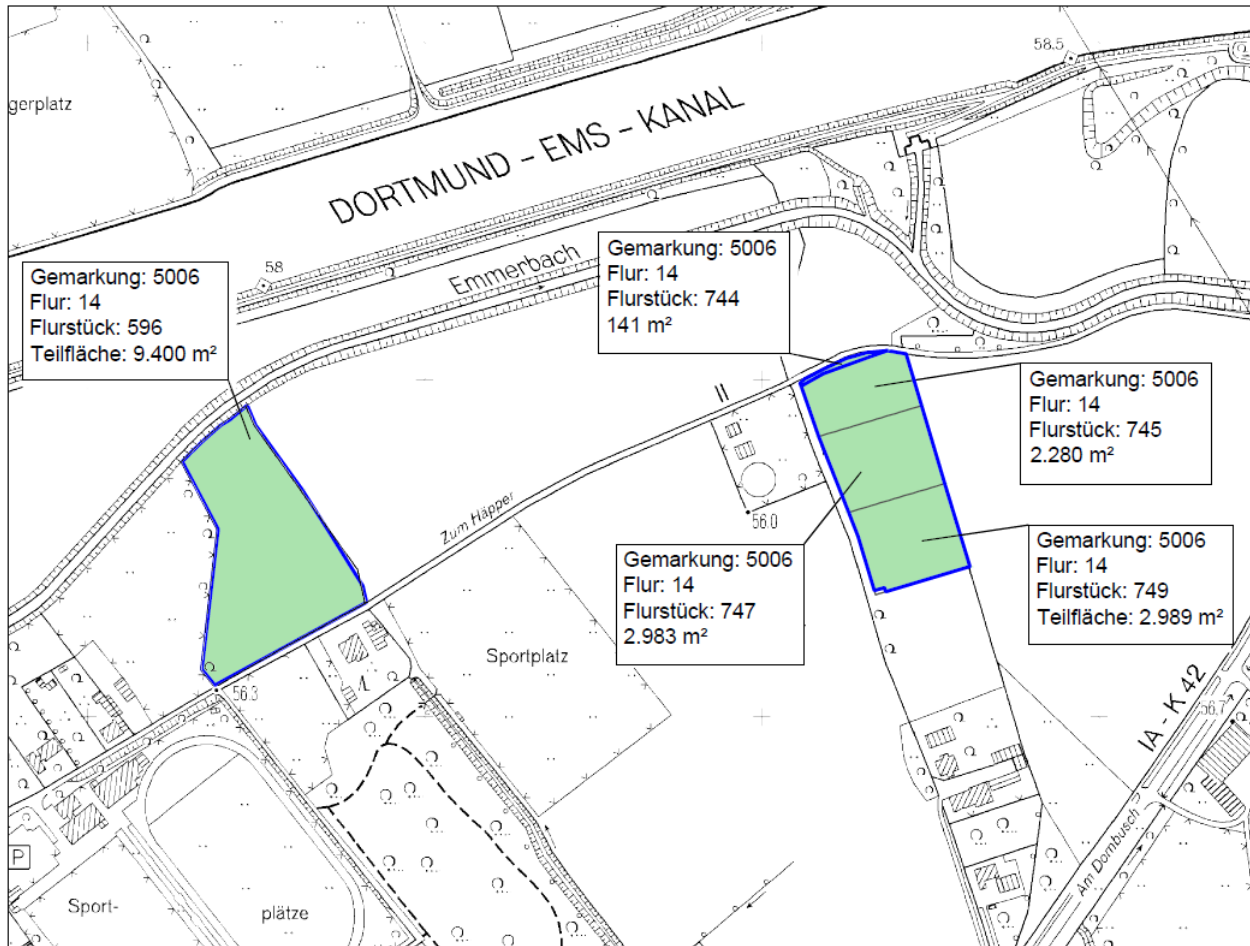 58.5
gerplatz
DORTMUND - EMS - KANAL
Gemarkung: 5006
Flur: 14
Flurstück: 596
Teilfläche: 9.400 m²
58
Emmerbach
Gemarkung: 5006
Flur: 14
Flurstück: 744
141 m²
Gemarkung: 5006
Flur: 14
Flurstück: 745
2.280 m²
II
Zum Häpper
56.0
Gemarkung: 5006
Flur: 14
Flurstück: 747
2.983 m²
Gemarkung: 5006
Flur: 14
Flurstück: 749
Teilfläche: 2.989 m²
Sportplatz
56.3
IA - K 42
56.7
Am Dornbusch
P
Sport-
plätze